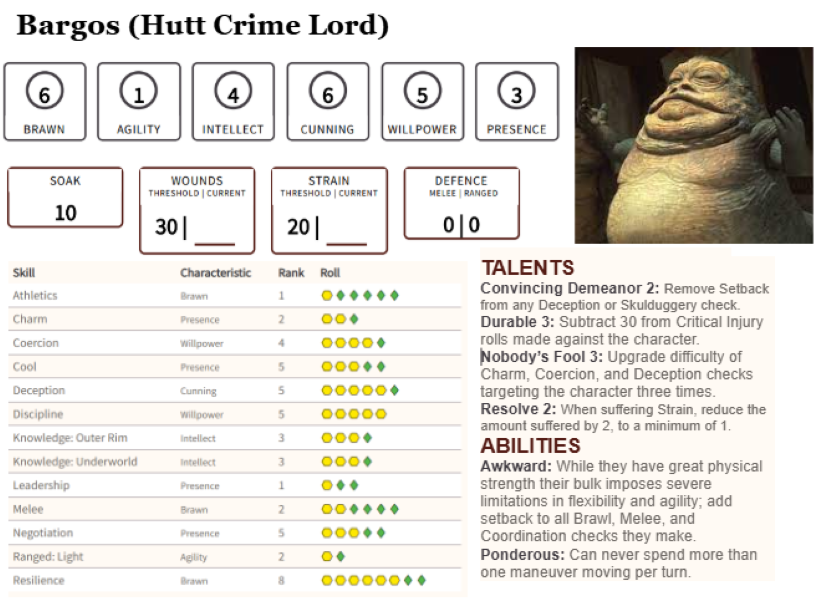 Bargos (Hutt Crime Lord)
6 1 4 6 5 3
BRAWN AGILITY INTELLECT CUNNING WILLPOWER PRESENCE
SOAK WOUNDS STRAIN DEFENCE
THRESHOLD | CURRENT THRESHOLD | CURRENT MELEE | RANGED
10 30| 20| 0|0
Skill Characteristic Rank Roll
Athletics Brawn 1
Charm Presence 2
Coercion Willpower 4
Cool Presence 5
Deception Cunning 5
Discipline Willpower 5
Knowledge: Outer Rim Intellect 3
Knowledge: Underworld Intellect 3
Leadership Presence 1
Melee Brawn 2
Negotiation Presence 5
Ranged: Light Agility 2
Resilience Brawn 8
TALENTS
Convincing Demeanor 2: Remove Setback
from any Deception or Skulduggery check.
Durable 3: Subtract 30 from Critical Injury
rolls made against the character.
Nobody's Fool 3: Upgrade difficulty of
Charm, Coercion, and Deception checks
targeting the character three times.
Resolve 2: When suffering Strain, reduce the
amount suffered by 2, to a minimum of 1.
ABILITIES
Awkward: While they have great physical
strength their bulk imposes severe
limitations in flexibility and agility; add
setback to all Brawl, Melee, and
Coordination checks they make.
Ponderous: Can never spend more than
one maneuver moving per turn.